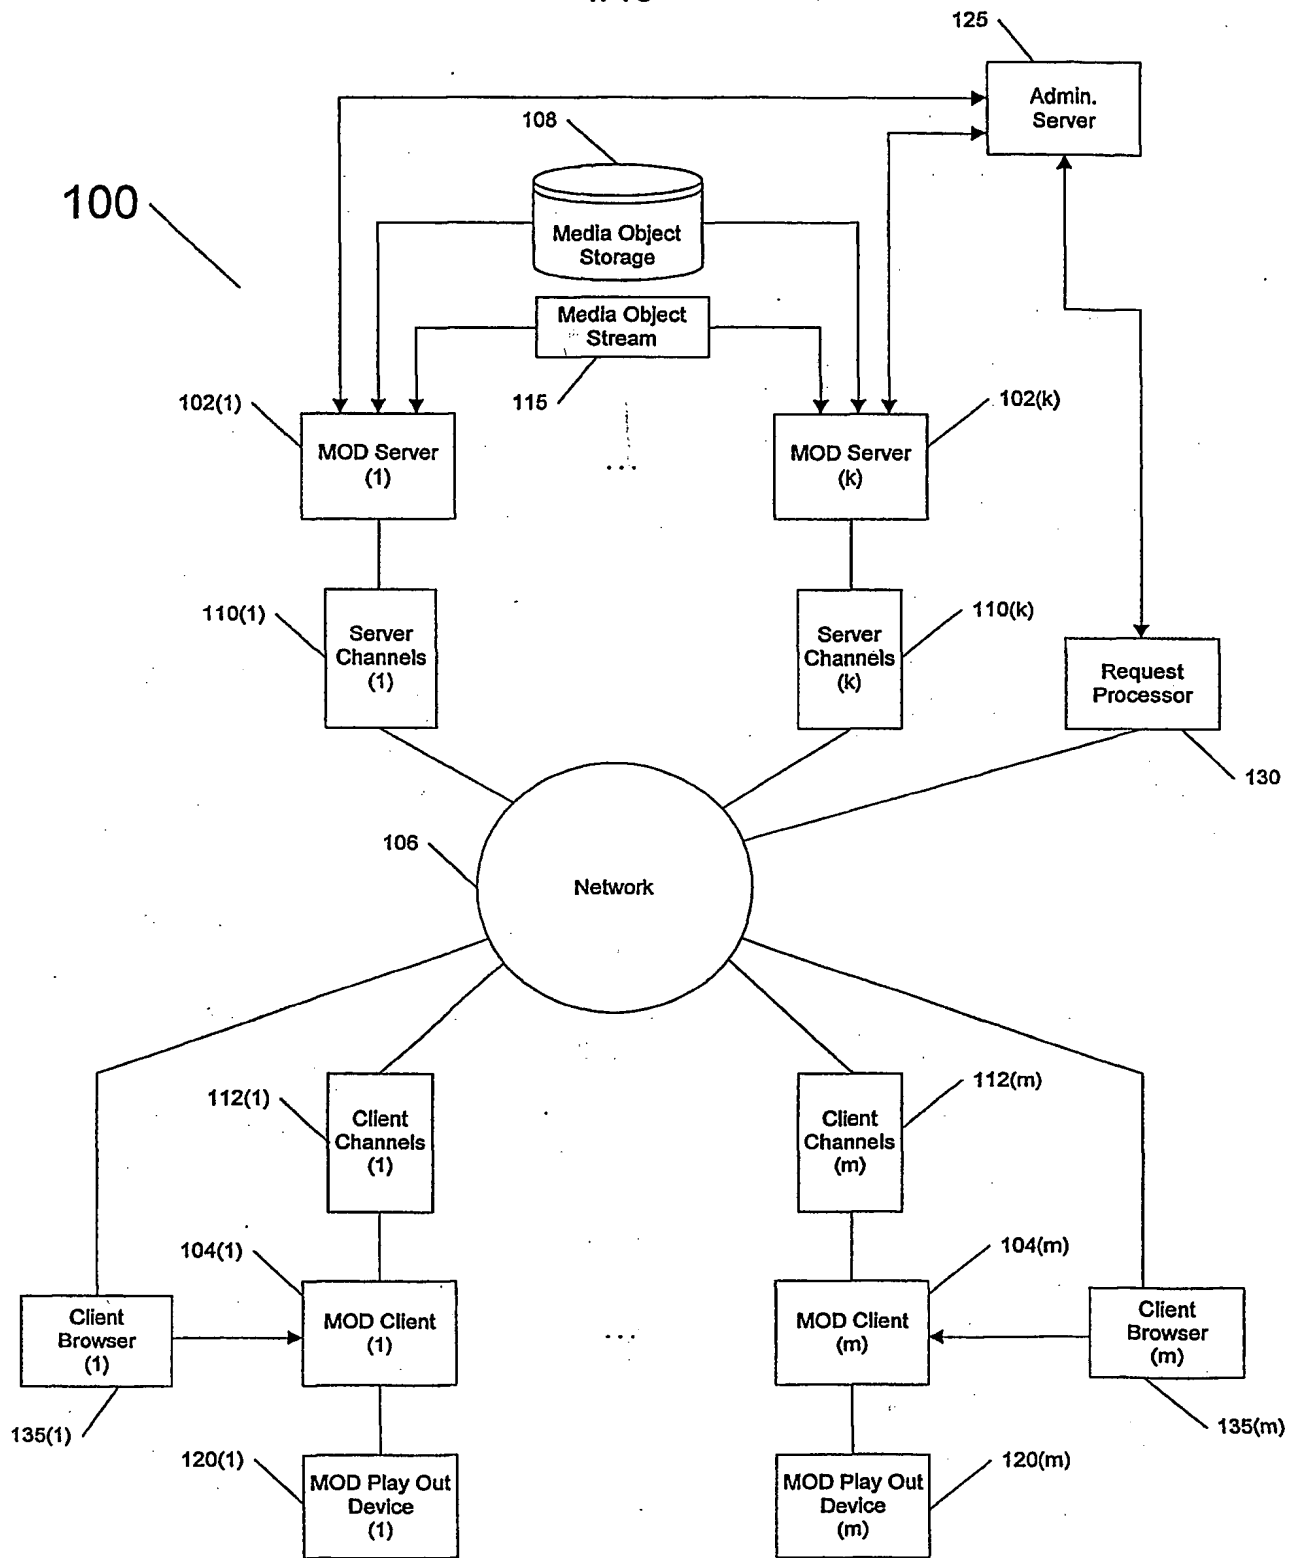 125
Admin.
Server
108
100
Media Object
Storage
Media Object
Stream
115
102(1)
102(k)
MOD Server
(1)
...
MOD Server
(k)
110(1)
110(k)
Server
Channels
(1)
Server
Channels
(k)
Request
Processor
130
106
Network
112(1)
112(m)
Client
Channels
(1)
Client
Channels
(m)
104(1)
104(m)
Client
Browser
(1)
MOD Client
(1)
...
MOD Client
(m)
Client
Browser
(m)
135(1)
135(m)
120(1)
120(m)
MOD Play Out
Device
(1)
MOD Play Out
Device
(m)